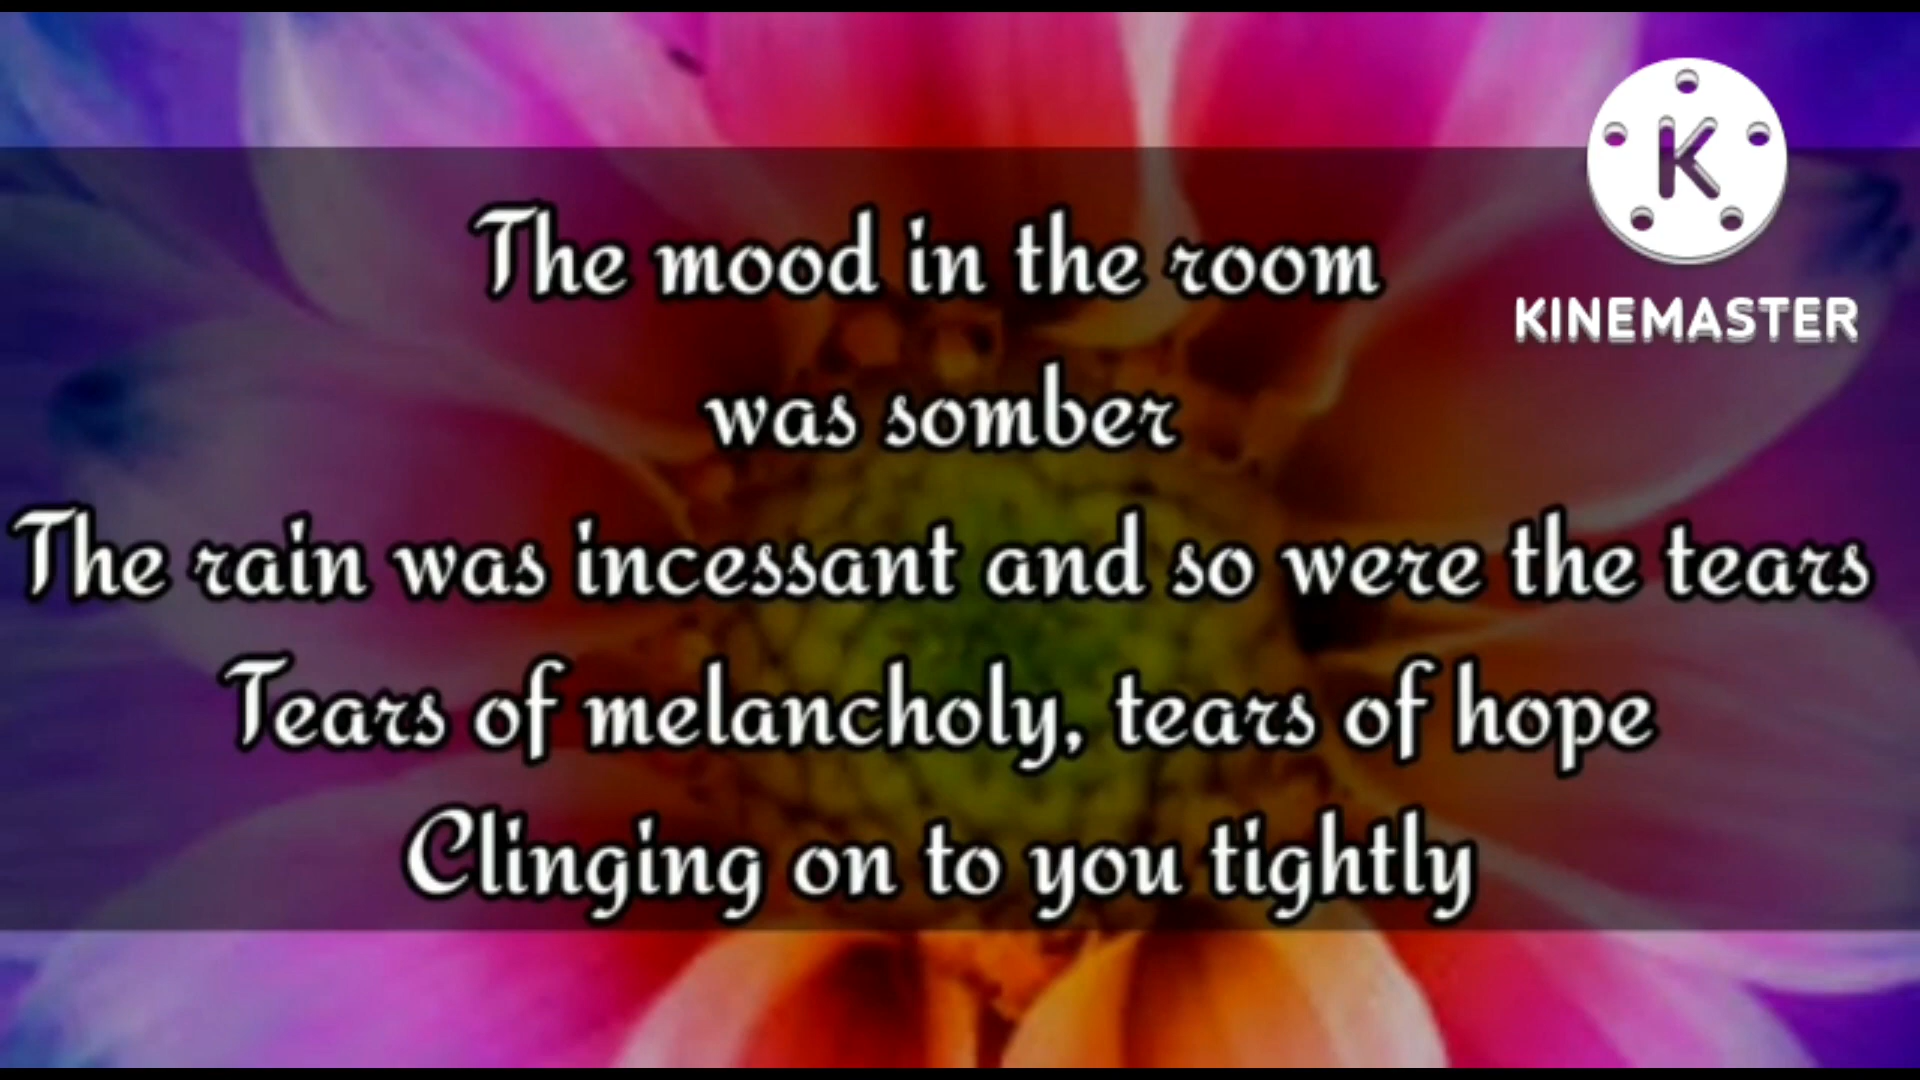 The mood in the room
was somber
The rain was incessant and so were the tears
Tears of melancholy, tears of hope
Clinging on to you tightly
K
KINEMASTER